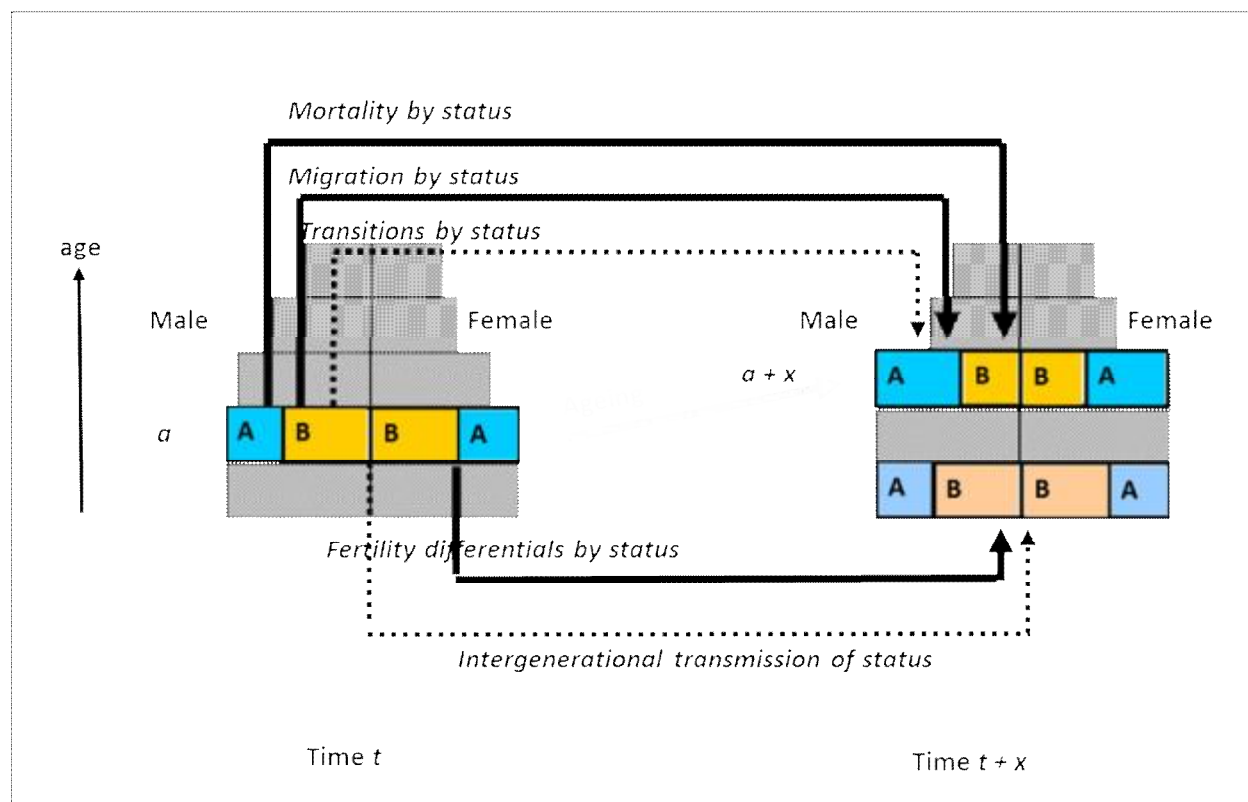 Mortality by status
Migration by status
Transitions by status
age
Male
Female
Male
Female
a + x
A
B
B
A
a
A
B
B
A
A
B
B
A
Fertility differentials by status
Intergenerational transmission of status
Time t
Time t + x